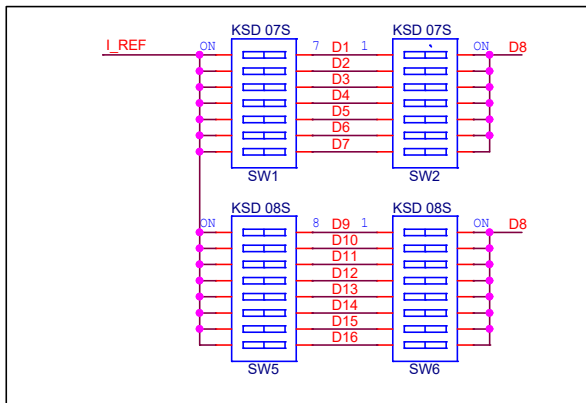 KSD 07S KSD 07S
I_REF ON 7 D1 1 ON D8
D2
D3
D4
D5
D6
D7
SW1 SW2
KSD 08S KSD 08S
ON 8 D9 1 ON D8
D10
D11
D12
D13
D14
D15
D16
SW5 SW6